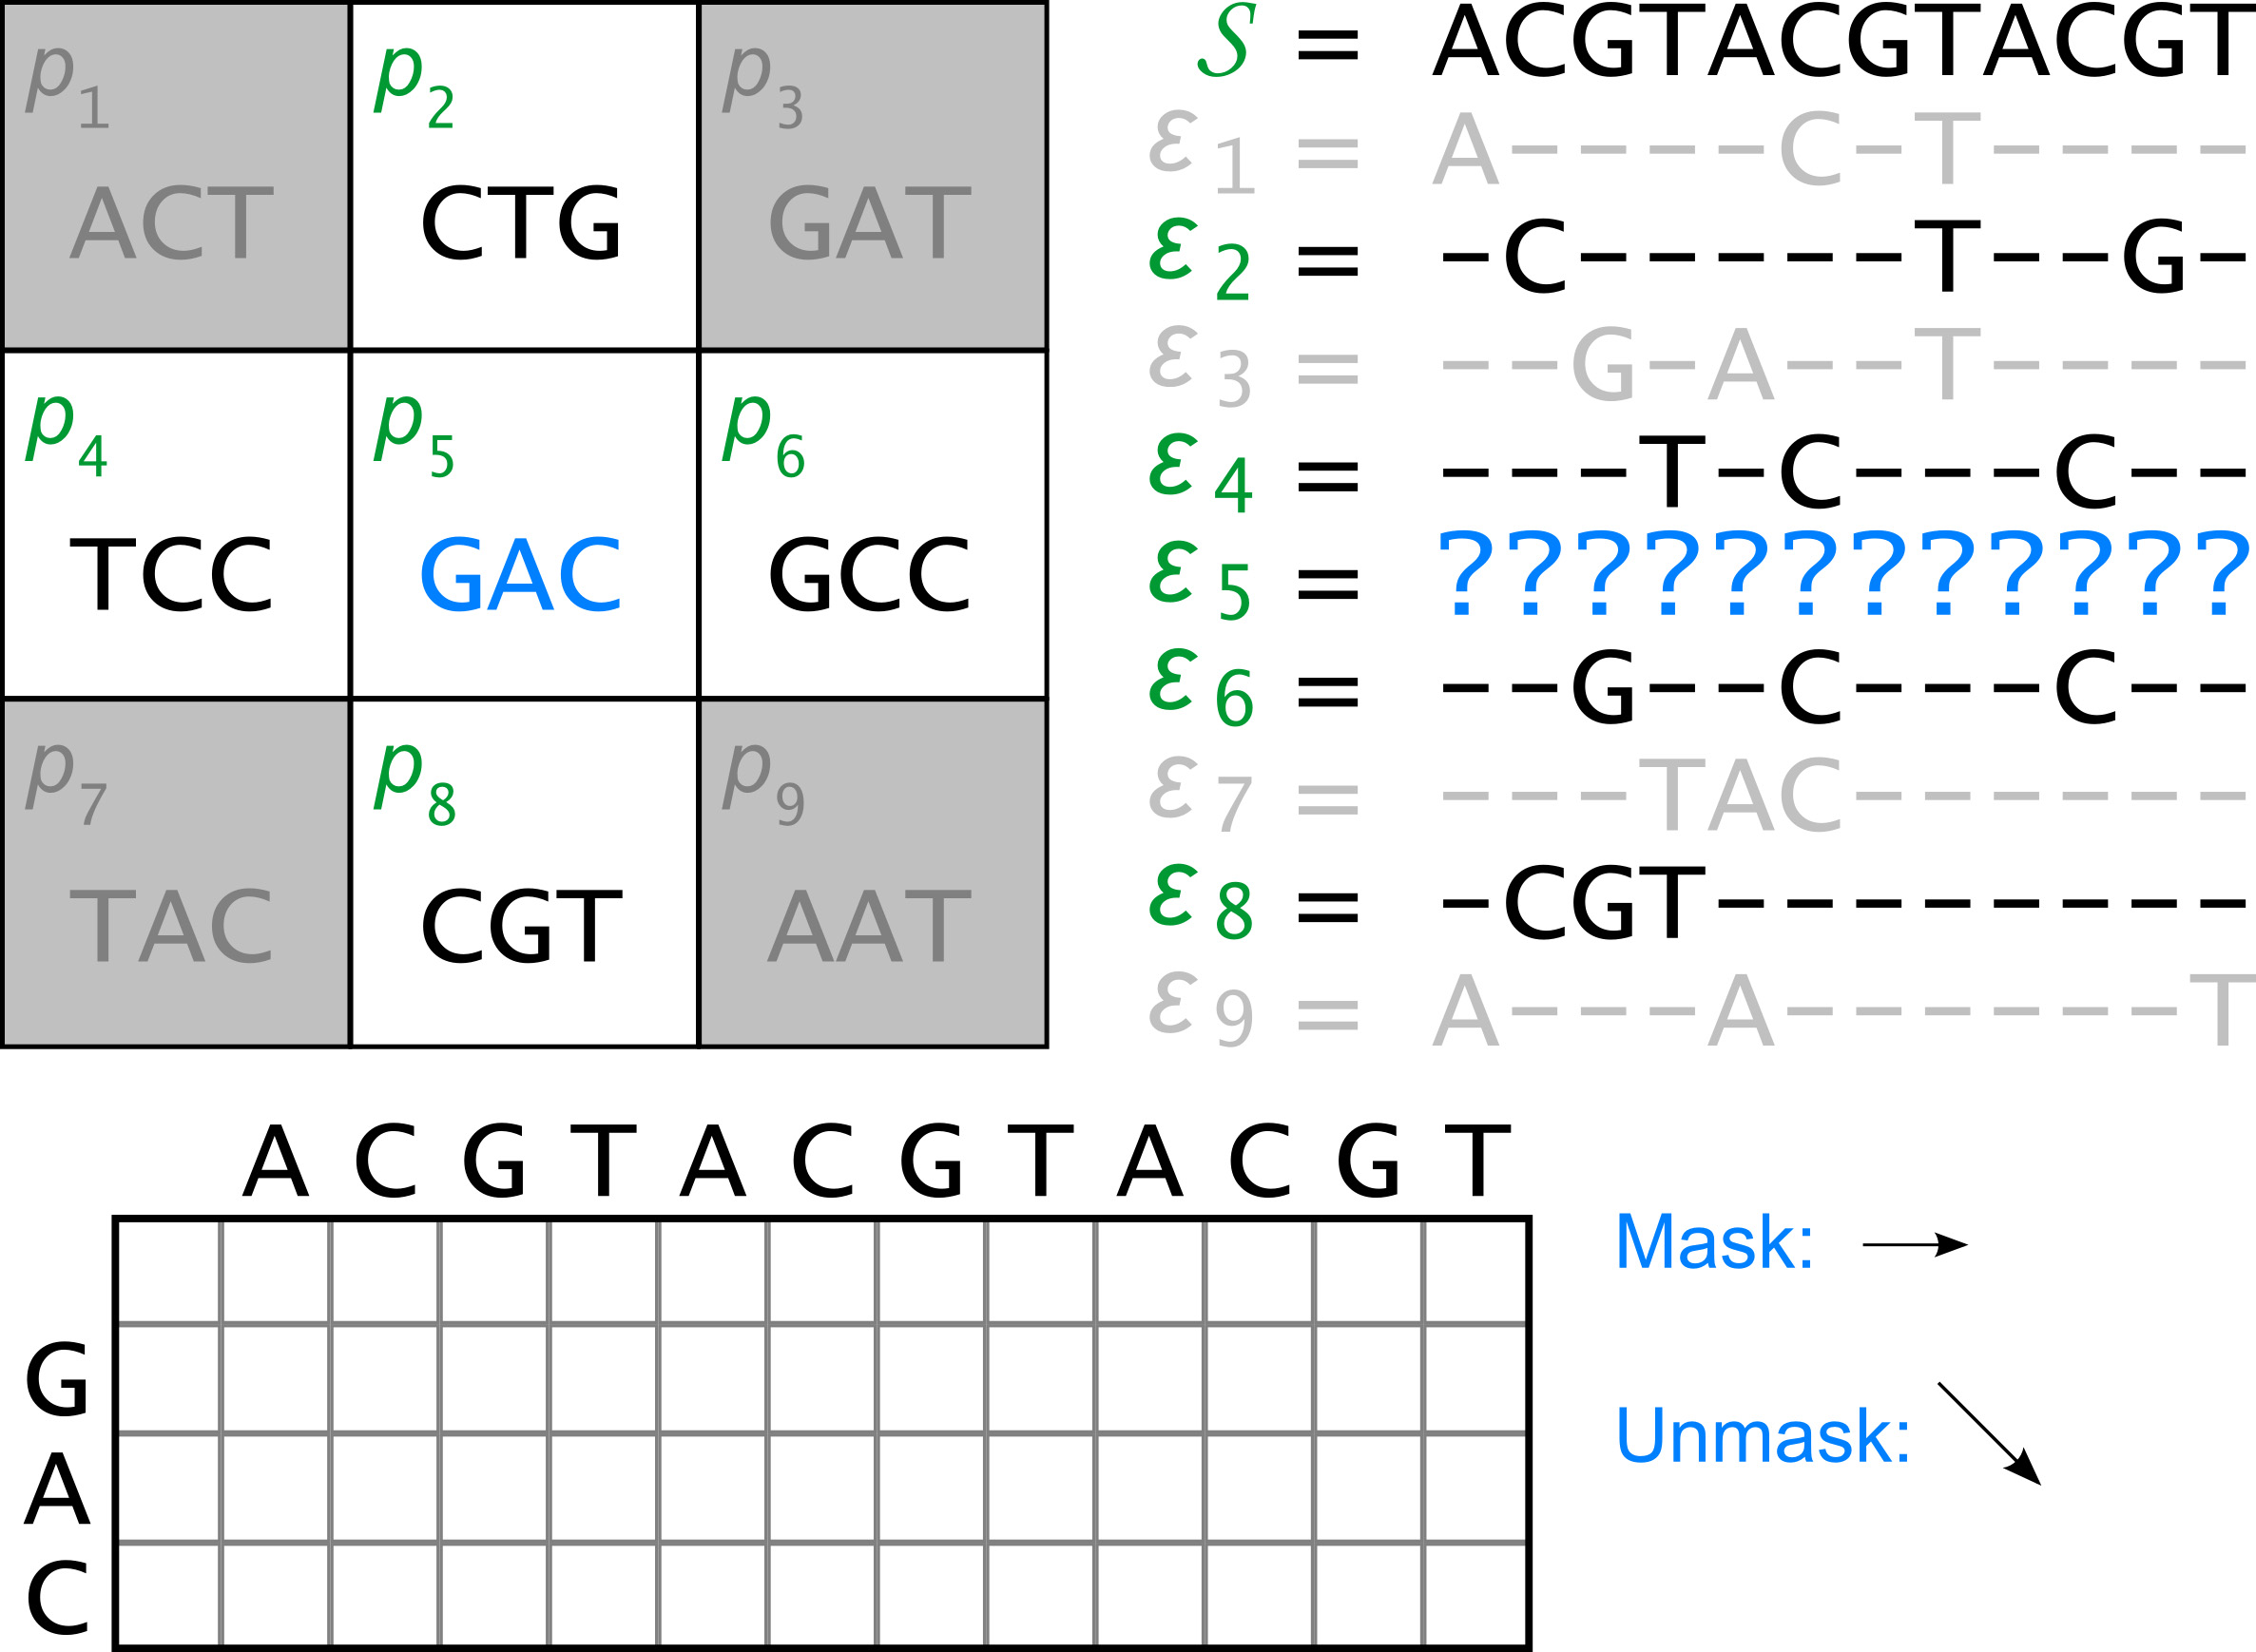 p1 p2 p3
ACT CTG GAT
p4 p5 p6
TCC GAC GCC
p7 p8 p9
TAC CGT AAT
S = ACGTACGTACGT
ε1 = A----C-T----
ε2 = -C-----T--G-
ε3 = --G-A--T----
ε4 = ---T-C---C--
ε5 = ????????????
ε6 = --G--C---C--
ε7 = ---TAC------
ε8 = -CGT--------
ε9 = A---A------T
A C G T A C G T A C G T
G
A
C
Mask:
Unmask: